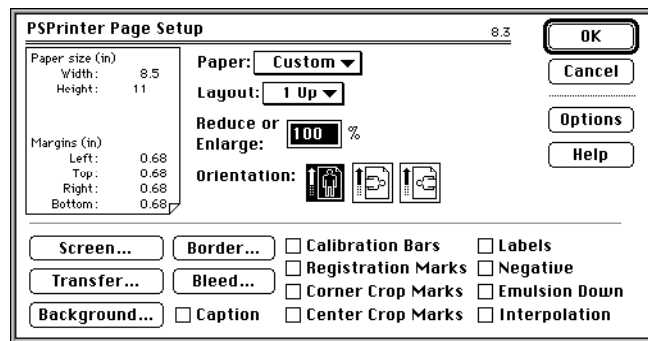 PSPrinter Page Setup 8.3 OK
Paper size (in)
Width: 8.5
Height: 11
Margins (in)
Left: 0.68
Top: 0.68
Right: 0.68
Bottom: 0.68
Paper: Custom
Layout: 1 Up
Reduce or
Enlarge: 100 %
Orientation:
Cancel
Options
Help
Screen... Border... Calibration Bars Labels
Registration Marks Negative
Transfer... Bleed... Corner Crop Marks Emulsion Down
Background... Caption Center Crop Marks Interpolation